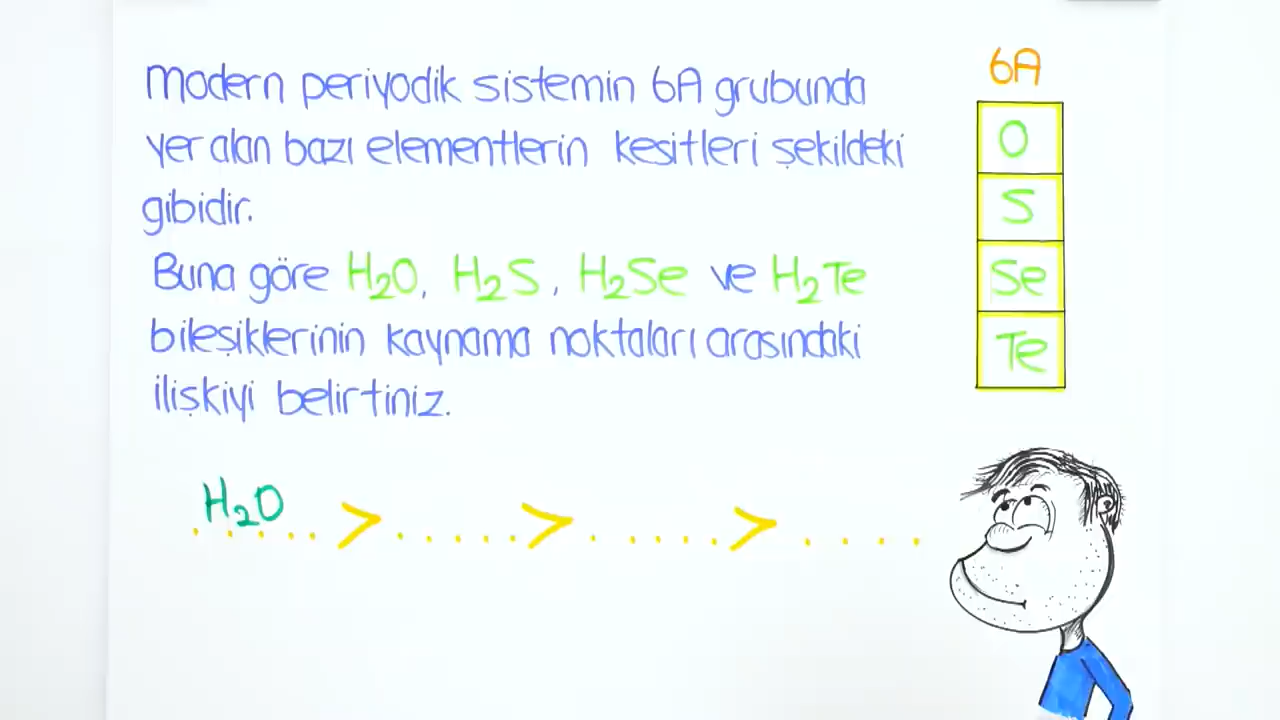 Modern periyodik sistemin 6A grubunda
yer alan bazı elementlerin kesitleri şekildeki
gibidir.
Buna göre H₂O, H₂S, H₂Se ve H₂Te
bileşiklerinin kaynama noktaları arasındaki
ilişkiyi belirtiniz.
6A
O
S
Se
Te
H₂O ...... > ...... > ...... > .....